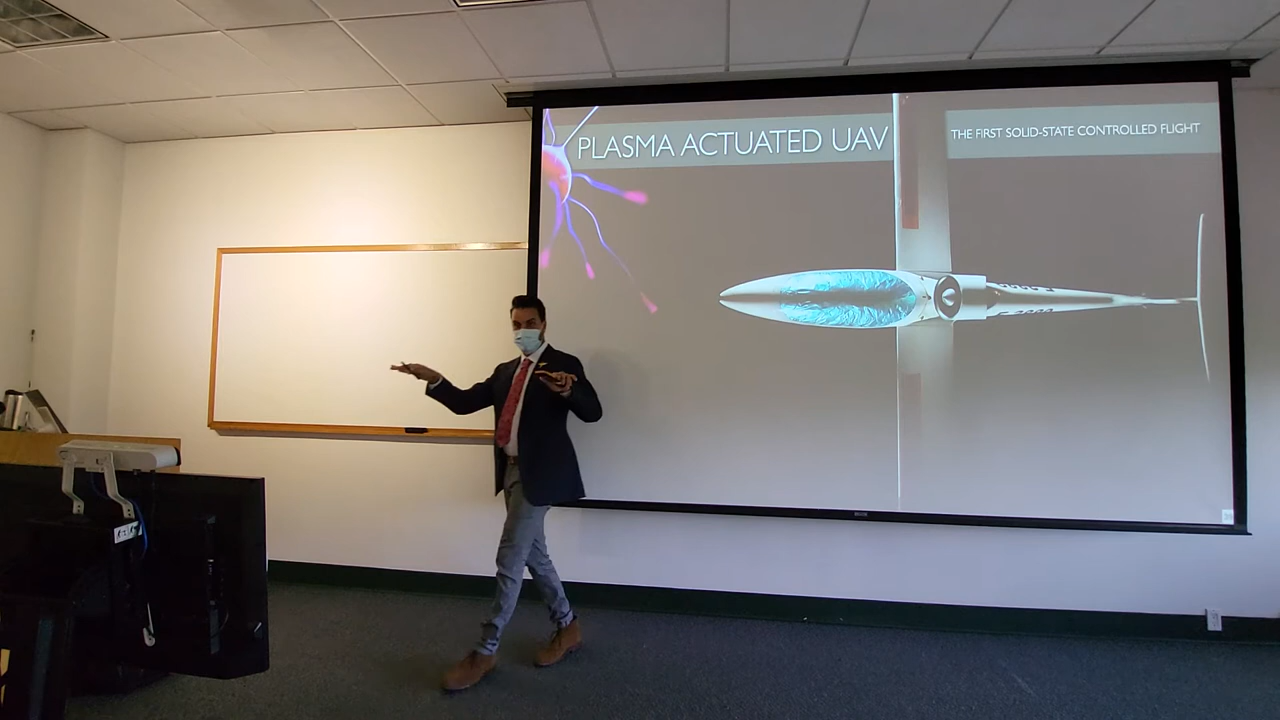 PLASMA ACTUATED UAV
THE FIRST SOLID-STATE CONTROLLED FLIGHT